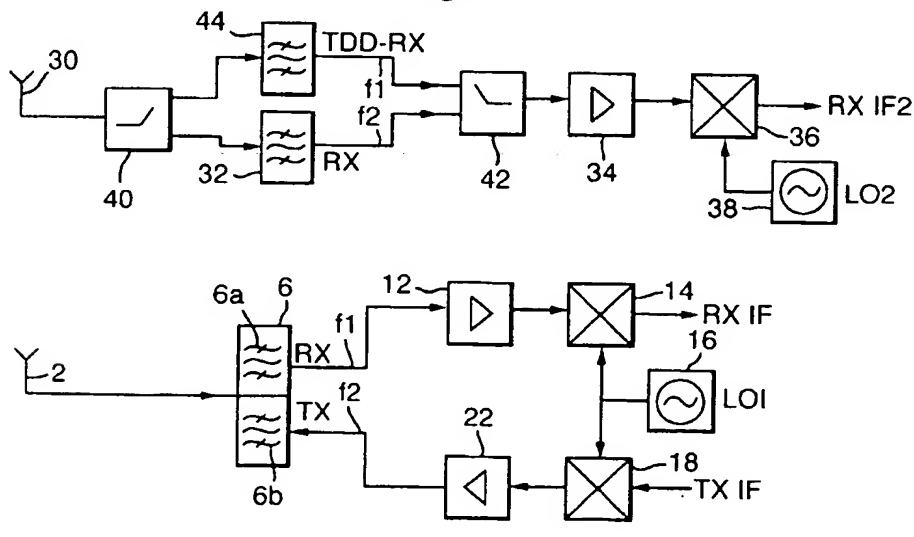 44
TDD-RX
30
f1
f2
RX IF2
40
32
RX
42
34
36
38
LO2
6a
6
12
14
RX
f1
RX IF
16
2
f2
TX
22
LO1
18
TX IF
6b